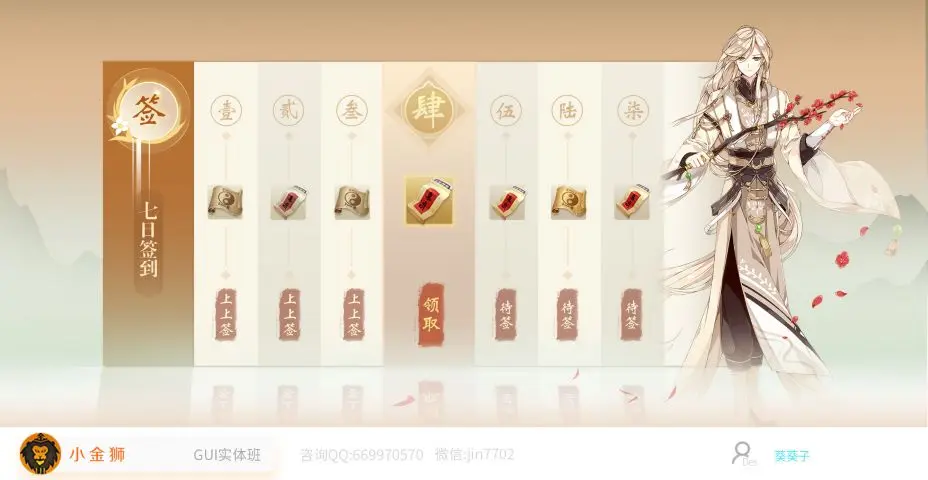 签
七日签到
壹
贰
叁
肆
伍
陆
柒
上上签
上上签
上上签
领取
待签
待签
待签
小金狮
GUI实体班
咨询QQ:669970570 微信:jin7702
Des
葵葵子